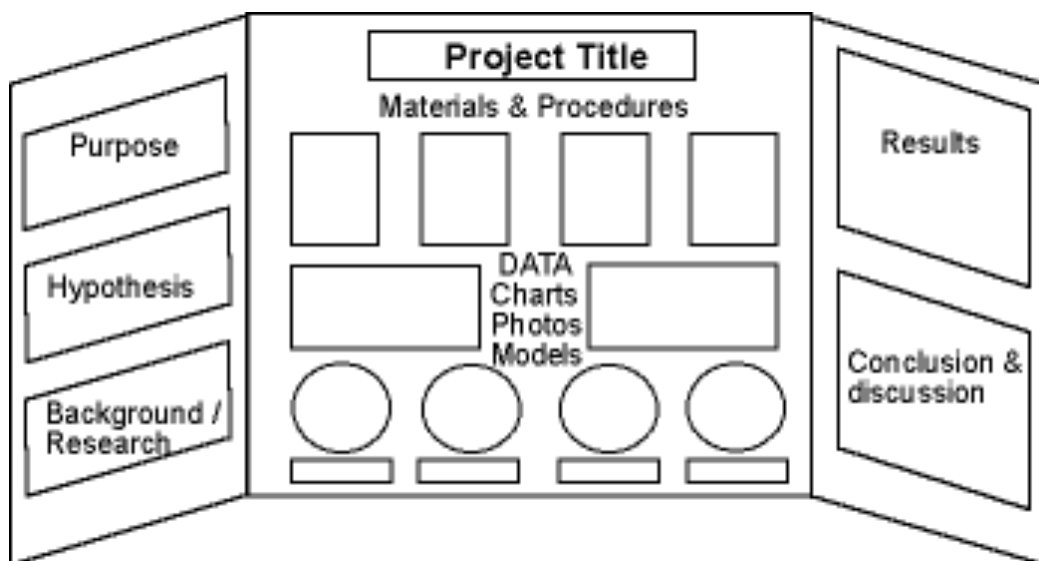 Project Title
Materials & Procedures
Purpose
Hypothesis
Background /
Research
DATA
Charts
Photos
Models
Results
Conclusion &
discussion